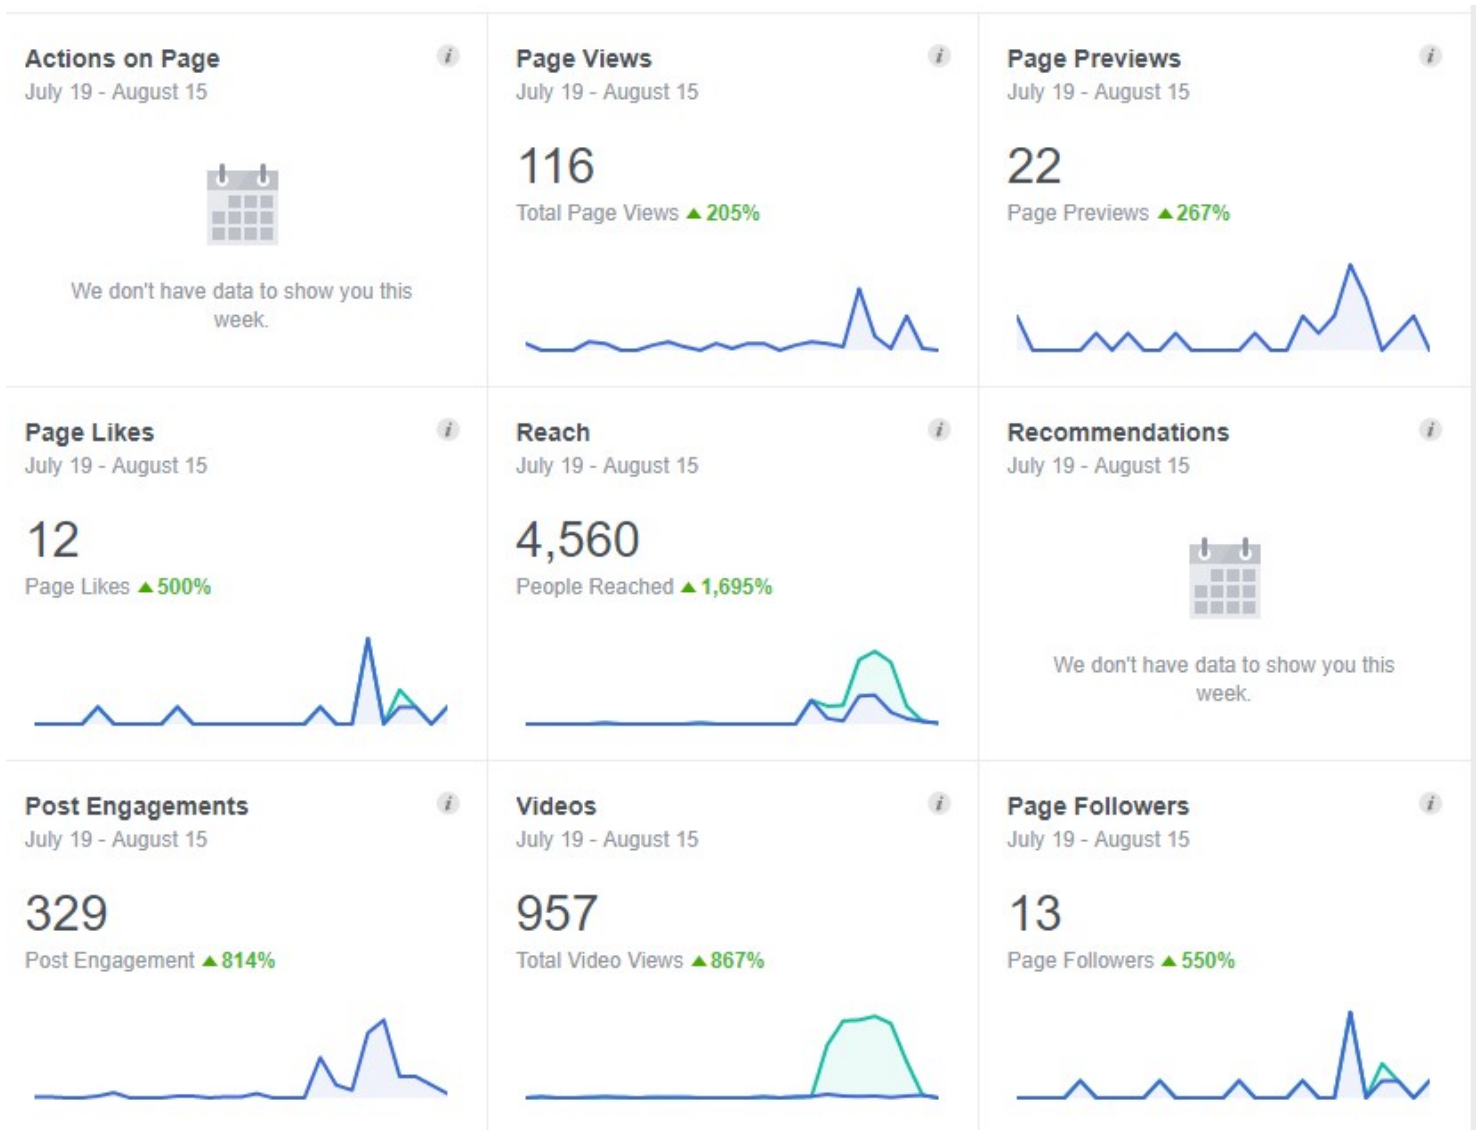 Actions on Page
July 19 - August 15
We don't have data to show you this
week.
Page Views
July 19 - August 15
116
Total Page Views ▲ 205%
Page Previews
July 19 - August 15
22
Page Previews ▲ 267%
Page Likes
July 19 - August 15
12
Page Likes ▲ 500%
Reach
July 19 - August 15
4,560
People Reached ▲ 1,695%
Recommendations
July 19 - August 15
We don't have data to show you this
week.
Post Engagements
July 19 - August 15
329
Post Engagement ▲ 814%
Videos
July 19 - August 15
957
Total Video Views ▲ 867%
Page Followers
July 19 - August 15
13
Page Followers ▲ 550%